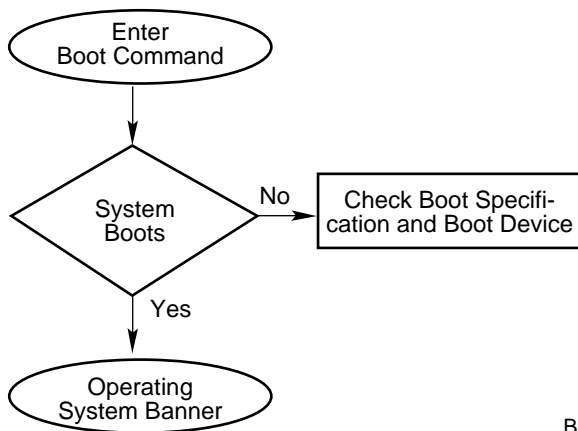 Enter
Boot Command
System
Boots
No
Check Boot Specifi-
cation and Boot Device
Yes
Operating
System Banner
B